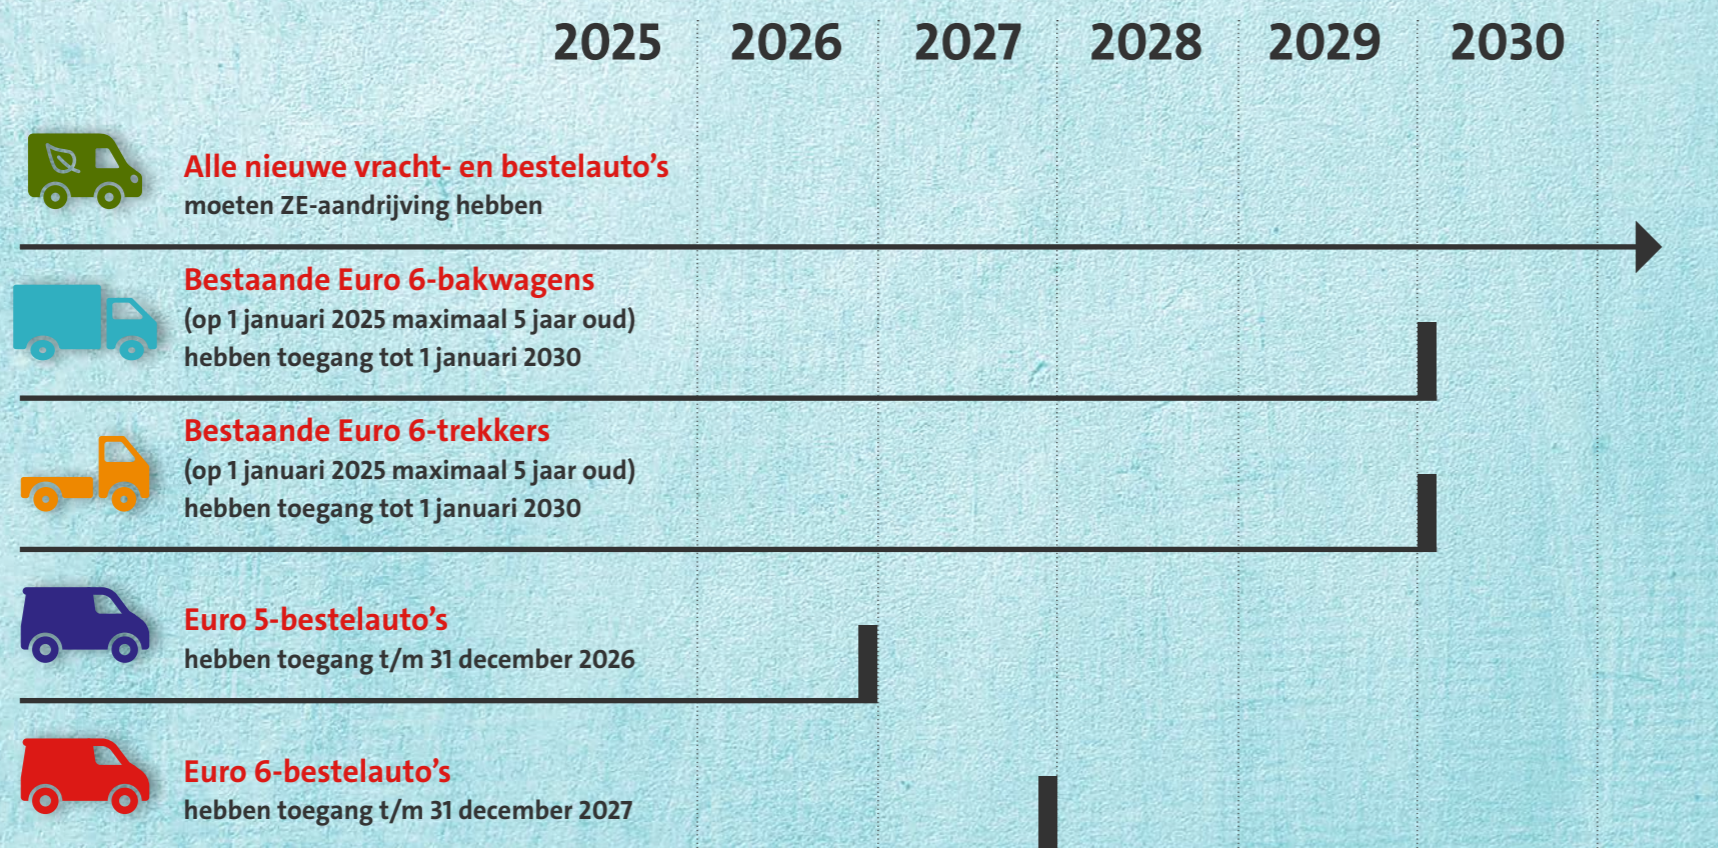 2025 2026 2027 2028 2029 2030
Alle nieuwe vracht- en bestelauto’s
moeten ZE-aandrijving hebben
Bestaande Euro 6-bakwagens
(op 1 januari 2025 maximaal 5 jaar oud)
hebben toegang tot 1 januari 2030
Bestaande Euro 6-trekkers
(op 1 januari 2025 maximaal 5 jaar oud)
hebben toegang tot 1 januari 2030
Euro 5-bestelauto’s
hebben toegang t/m 31 december 2026
Euro 6-bestelauto’s
hebben toegang t/m 31 december 2027